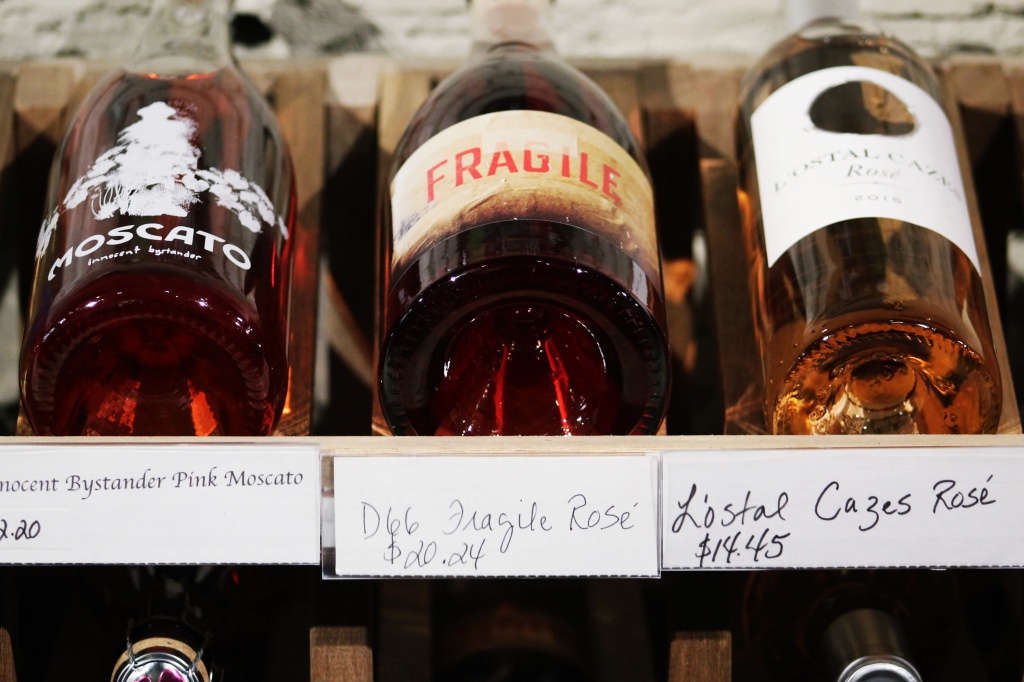 MOSCATO
innocent bystander
FRAGILE
L'OSTAL CAZES
Rosé
2015
nocent Bystander Pink Moscato
2.20
D66 Fragile Rosé
$20.24
L'ostal Cazes Rosé
$14.45